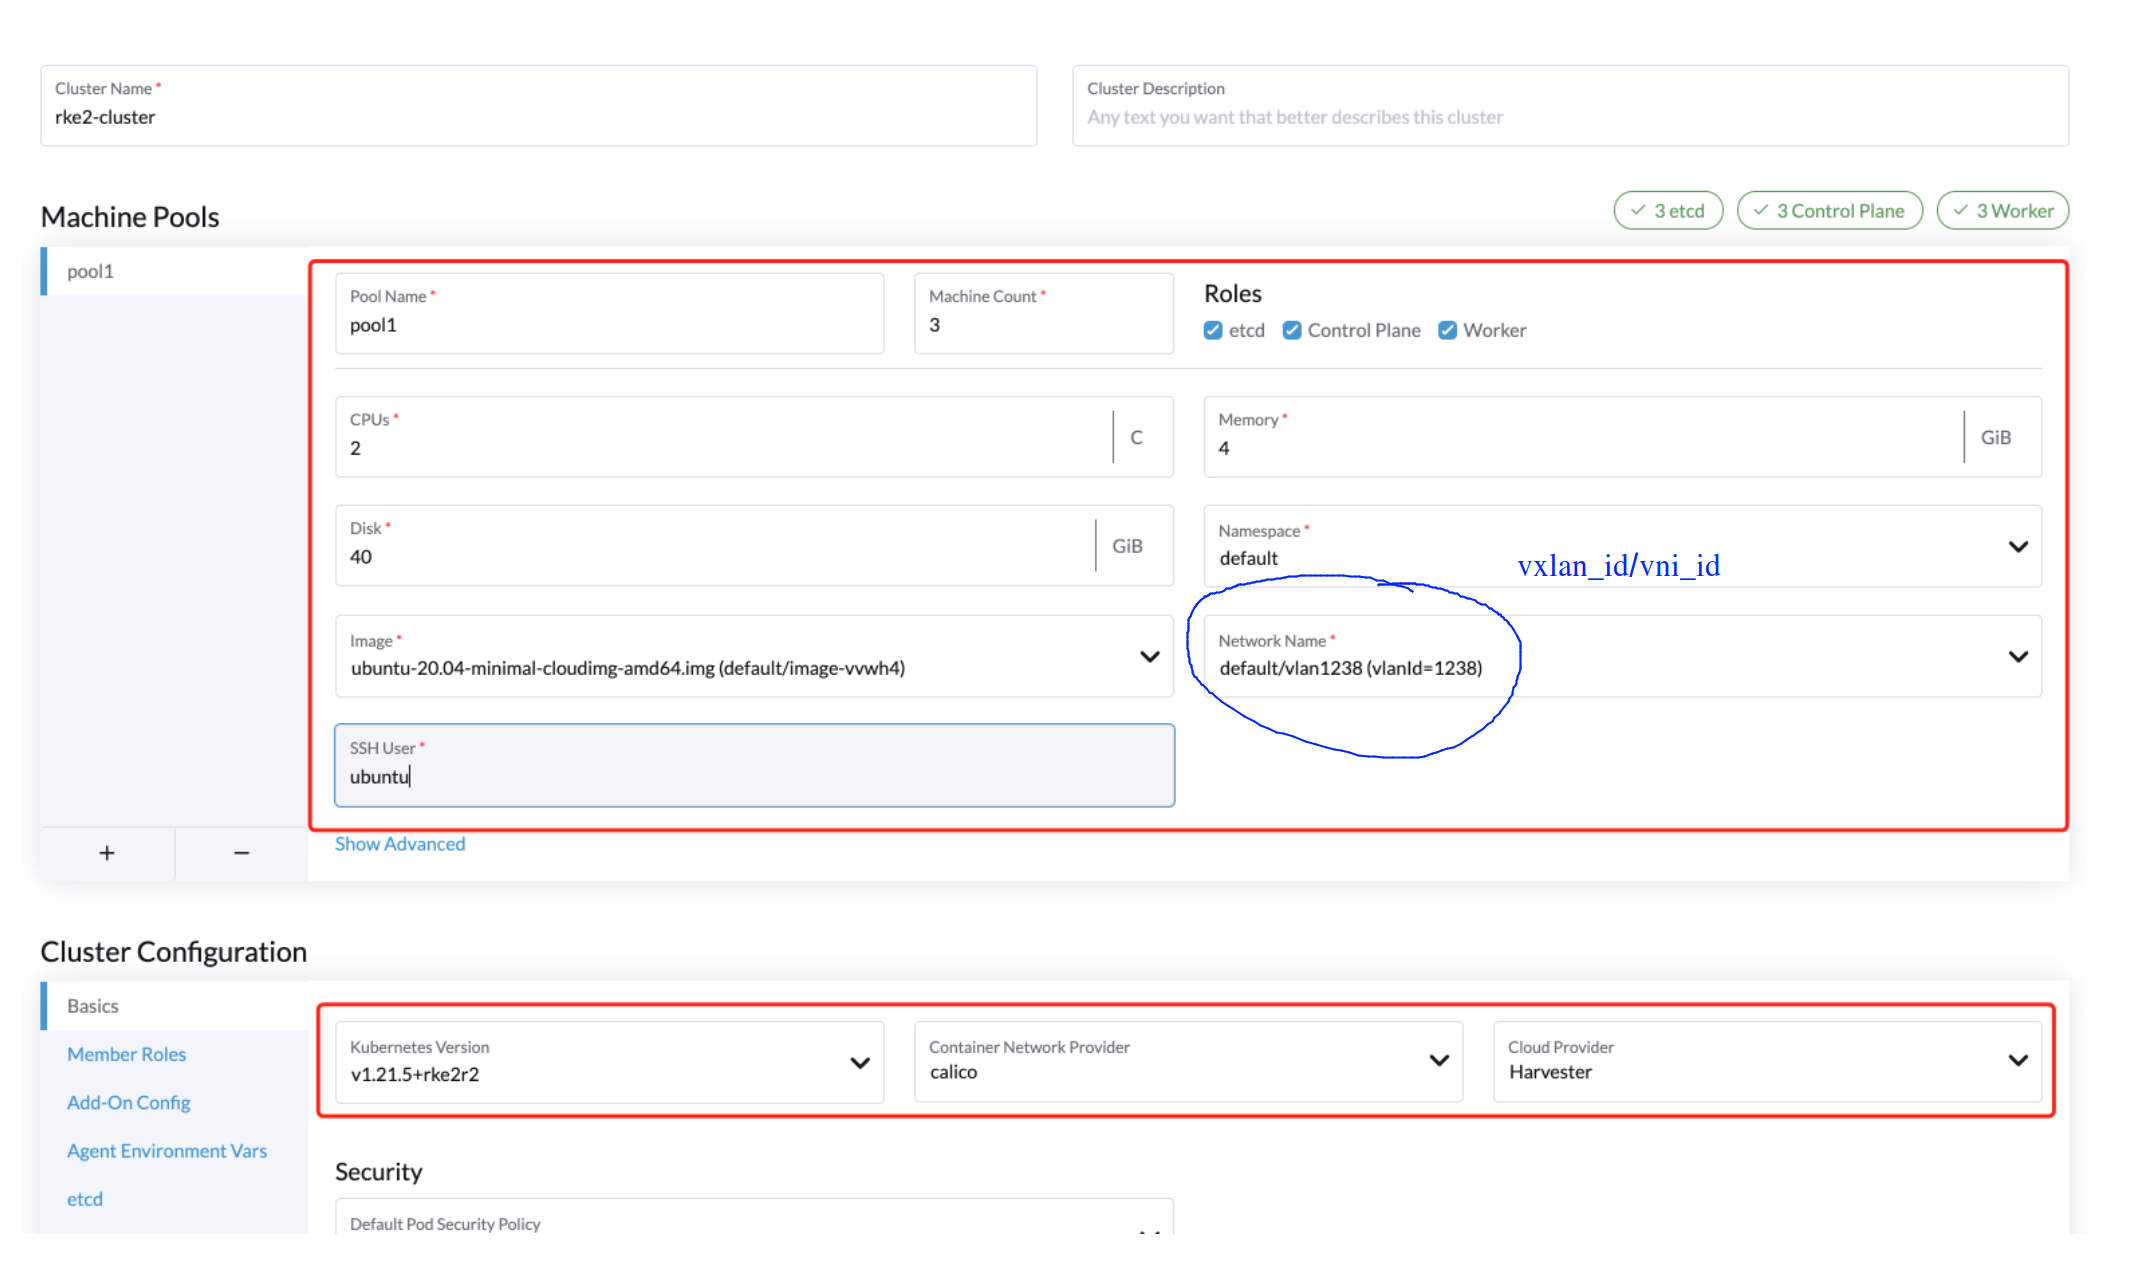 Cluster Name *
rke2-cluster
Cluster Description
Any text you want that better describes this cluster
Machine Pools
3 etcd
3 Control Plane
3 Worker
pool1
Pool Name *
pool1
Machine Count *
3
Roles
etcd
Control Plane
Worker
CPUs *
2
C
Memory *
4
GiB
Disk *
40
GiB
Namespace *
default
vxlan_id/vni_id
Image *
ubuntu-20.04-minimal-cloudimg-amd64.img (default/image-vvwh4)
Network Name *
default/vlan1238 (vlanId=1238)
SSH User *
ubuntu
+
−
Show Advanced
Cluster Configuration
Basics
Member Roles
Add-On Config
Agent Environment Vars
etcd
Kubernetes Version
v1.21.5+rke2r2
Container Network Provider
calico
Cloud Provider
Harvester
Security
Default Pod Security Policy